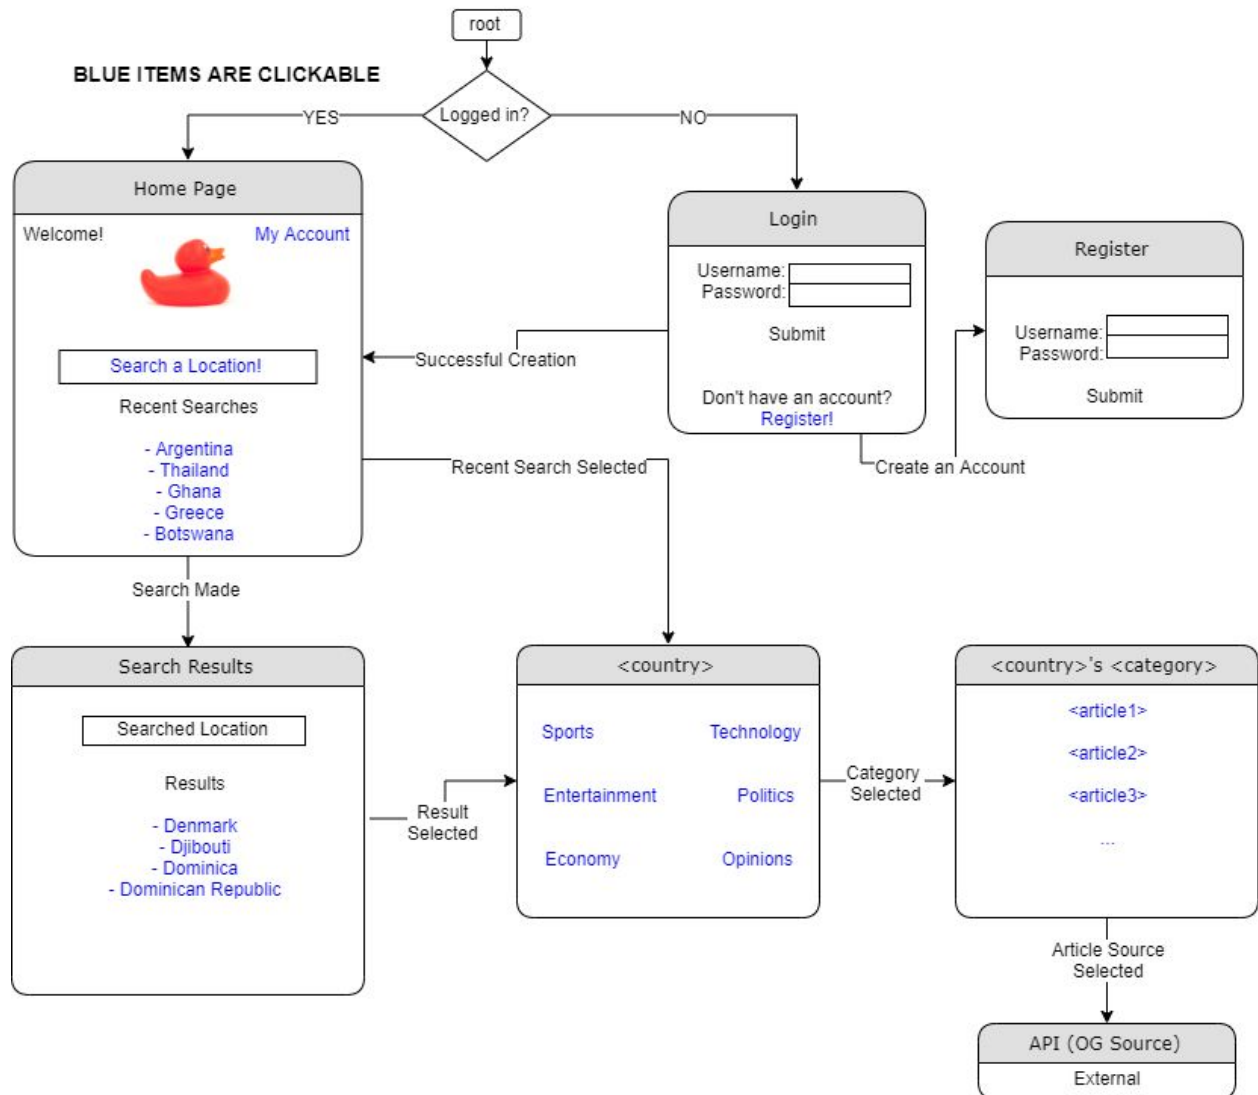 root
BLUE ITEMS ARE CLICKABLE
Logged in?
YES
NO
Home Page
Welcome!
My Account
Search a Location!
Recent Searches
- Argentina
- Thailand
- Ghana
- Greece
- Botswana
Login
Username:
Password:
Submit
Don't have an account?
Register!
Register
Username:
Password:
Submit
Successful Creation
Recent Search Selected
Create an Account
Search Made
Search Results
Searched Location
Results
- Denmark
- Djibouti
- Dominica
- Dominican Republic
Result
Selected
<country>
Sports
Technology
Entertainment
Politics
Economy
Opinions
Category
Selected
<country>'s <category>
<article1>
<article2>
<article3>
...
Article Source
Selected
API (OG Source)
External